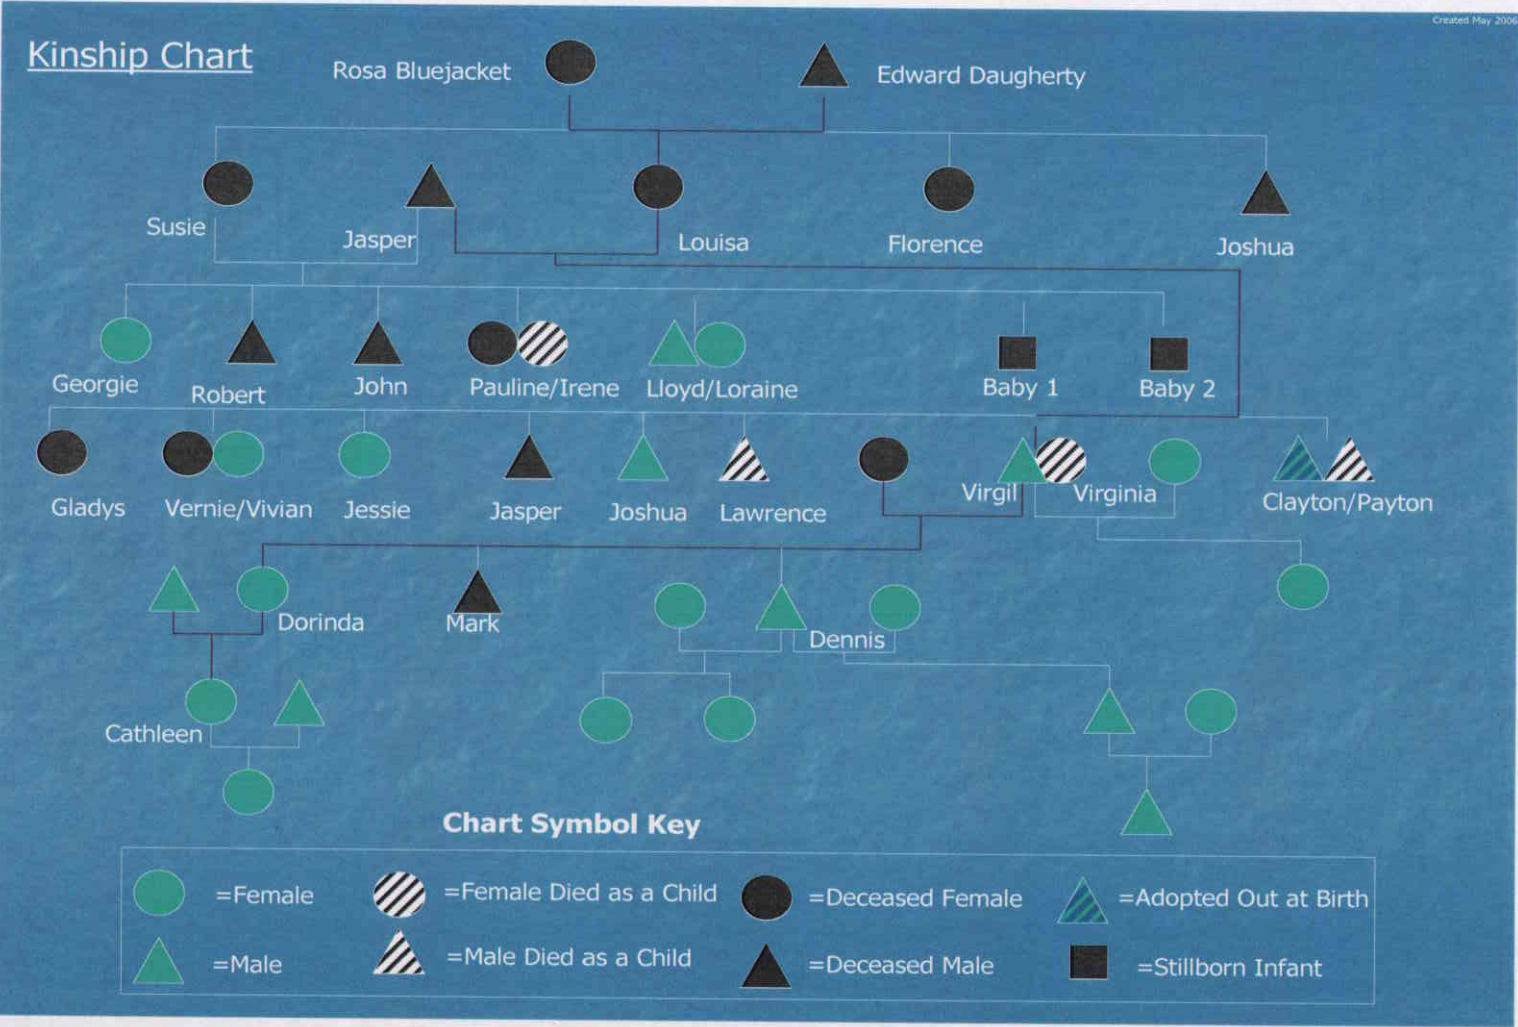 Created May 2006
Kinship Chart
Rosa Bluejacket
Edward Daugherty
Susie
Jasper
Louisa
Florence
Joshua
Georgie
Robert
John
Pauline/Irene
Lloyd/Loraine
Baby 1
Baby 2
Gladys
Vernie/Vivian
Jessie
Jasper
Joshua
Lawrence
Virgil
Virginia
Clayton/Payton
Dorinda
Mark
Dennis
Cathleen
Chart Symbol Key
=Female
=Female Died as a Child
=Deceased Female
=Adopted Out at Birth
=Male
=Male Died as a Child
=Deceased Male
=Stillborn Infant